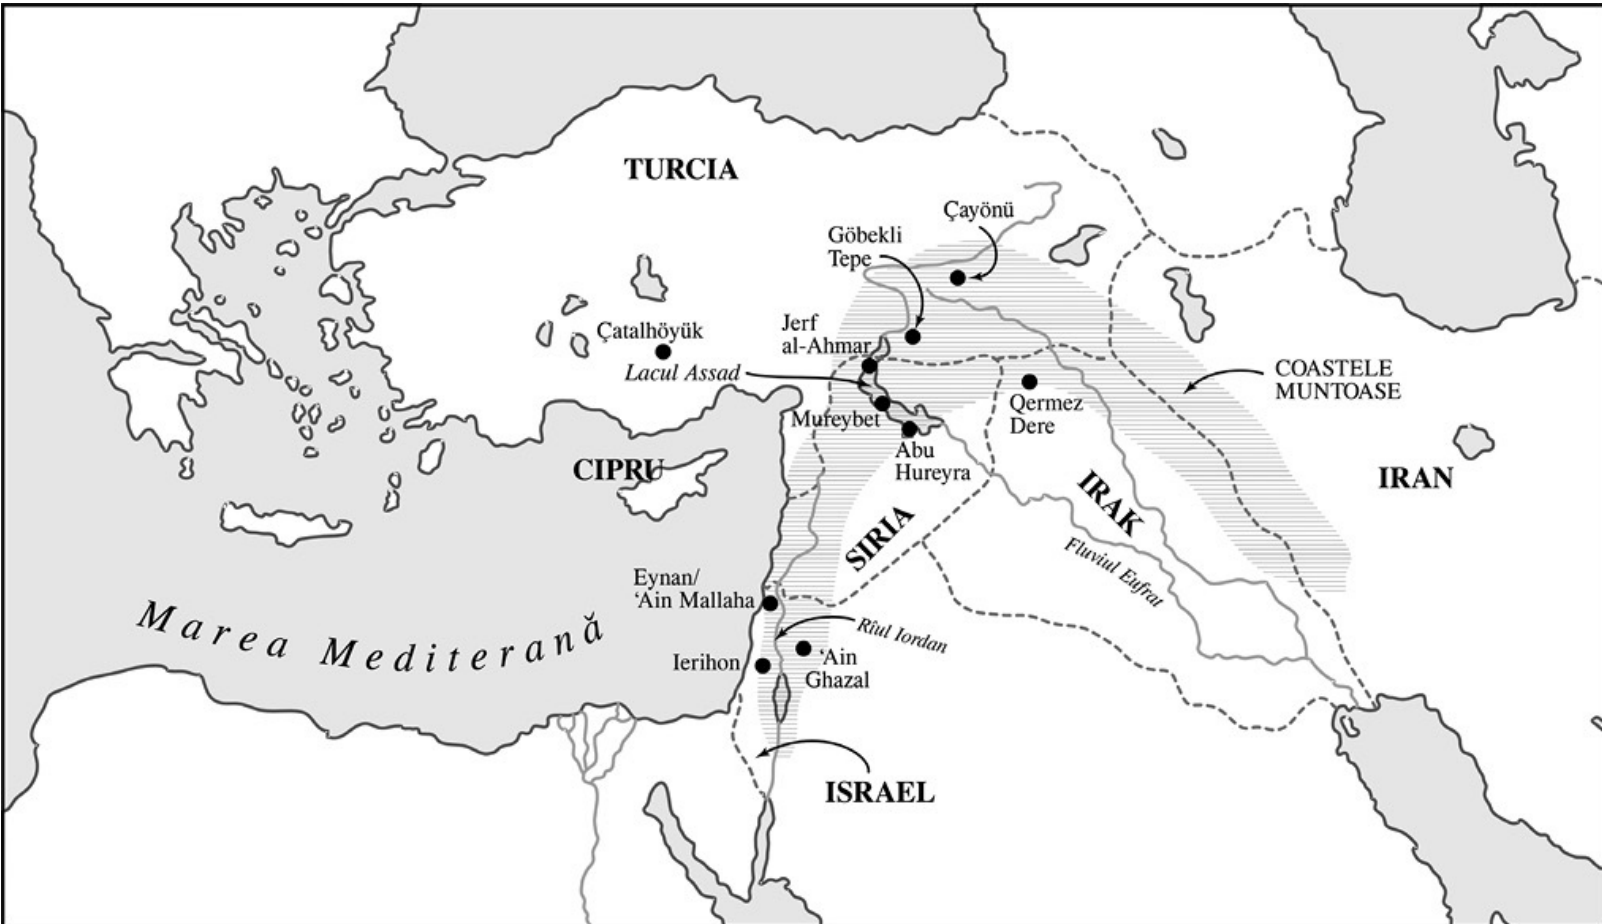 TURCIA
Çayönü
Göbekli
Tepe
Jerf
al-Ahmar
Çatalhöyük
Lacul Assad
COASTELE
MUNTOASE
Qermez
Dere
Mureybet
Abu
Hureyra
CIPRU
IRAN
IRAK
SIRIA
Fluviul Eufrat
Eynan/
‘Ain Mallaha
Marea Mediterană
Rîul Iordan
Ierihon
‘Ain
Ghazal
ISRAEL